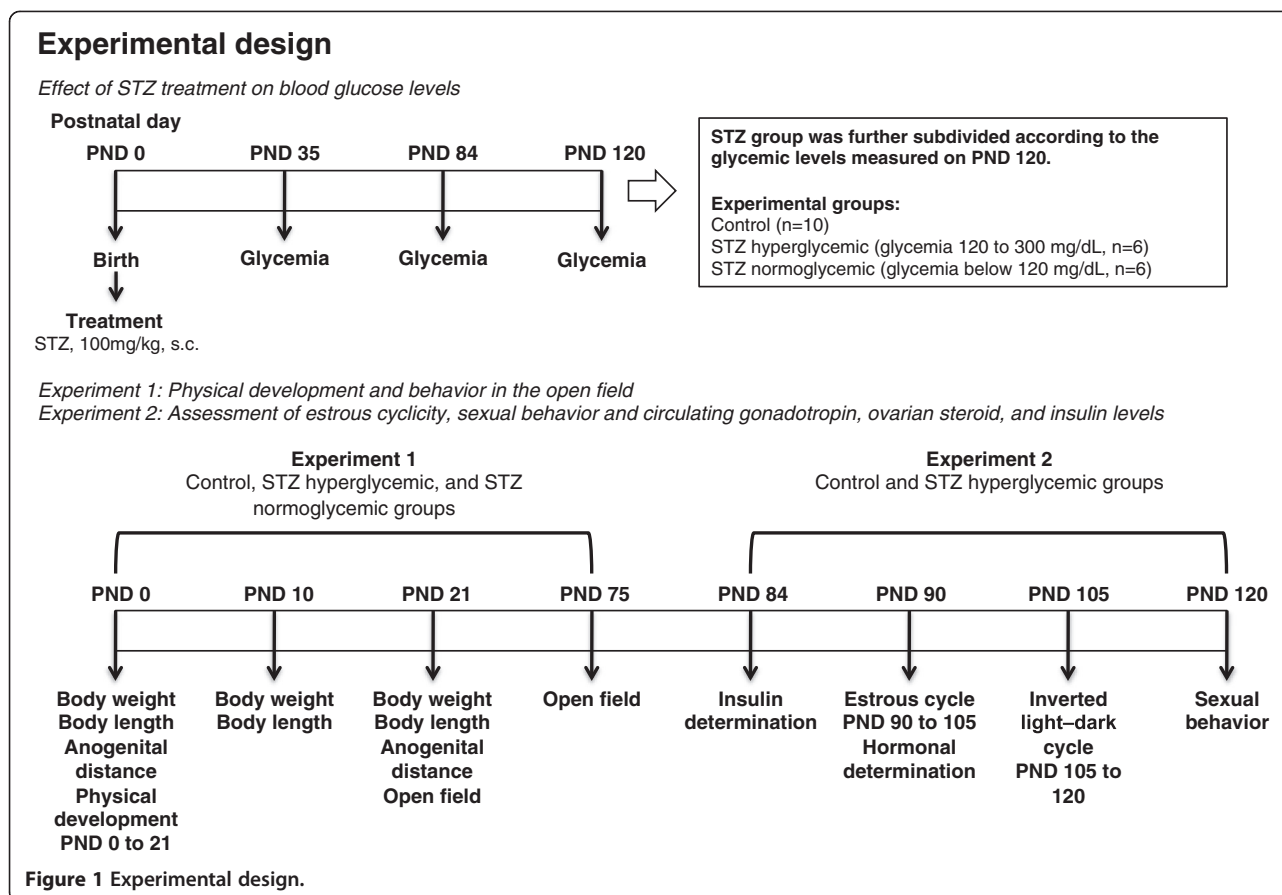 Experimental design
Effect of STZ treatment on blood glucose levels
Postnatal day
PND 0 PND 35 PND 84 PND 120
Birth Glycemia Glycemia Glycemia
Treatment
STZ, 100mg/kg, s.c.
STZ group was further subdivided according to the
glycemic levels measured on PND 120.
Experimental groups:
Control (n=10)
STZ hyperglycemic (glycemia 120 to 300 mg/dL, n=6)
STZ normoglycemic (glycemia below 120 mg/dL, n=6)
Experiment 1: Physical development and behavior in the open field
Experiment 2: Assessment of estrous cyclicity, sexual behavior and circulating gonadotropin, ovarian steroid, and insulin levels
Experiment 1
Control, STZ hyperglycemic, and STZ
normoglycemic groups
Experiment 2
Control and STZ hyperglycemic groups
PND 0 PND 10 PND 21 PND 75 PND 84 PND 90 PND 105 PND 120
Body weight
Body length
Anogenital
distance
Physical
development
PND 0 to 21
Body weight
Body length
Body weight
Body length
Anogenital
distance
Open field
Open field
Insulin
determination
Estrous cycle
PND 90 to 105
Hormonal
determination
Inverted
light–dark
cycle
PND 105 to
120
Sexual
behavior
Figure 1 Experimental design.